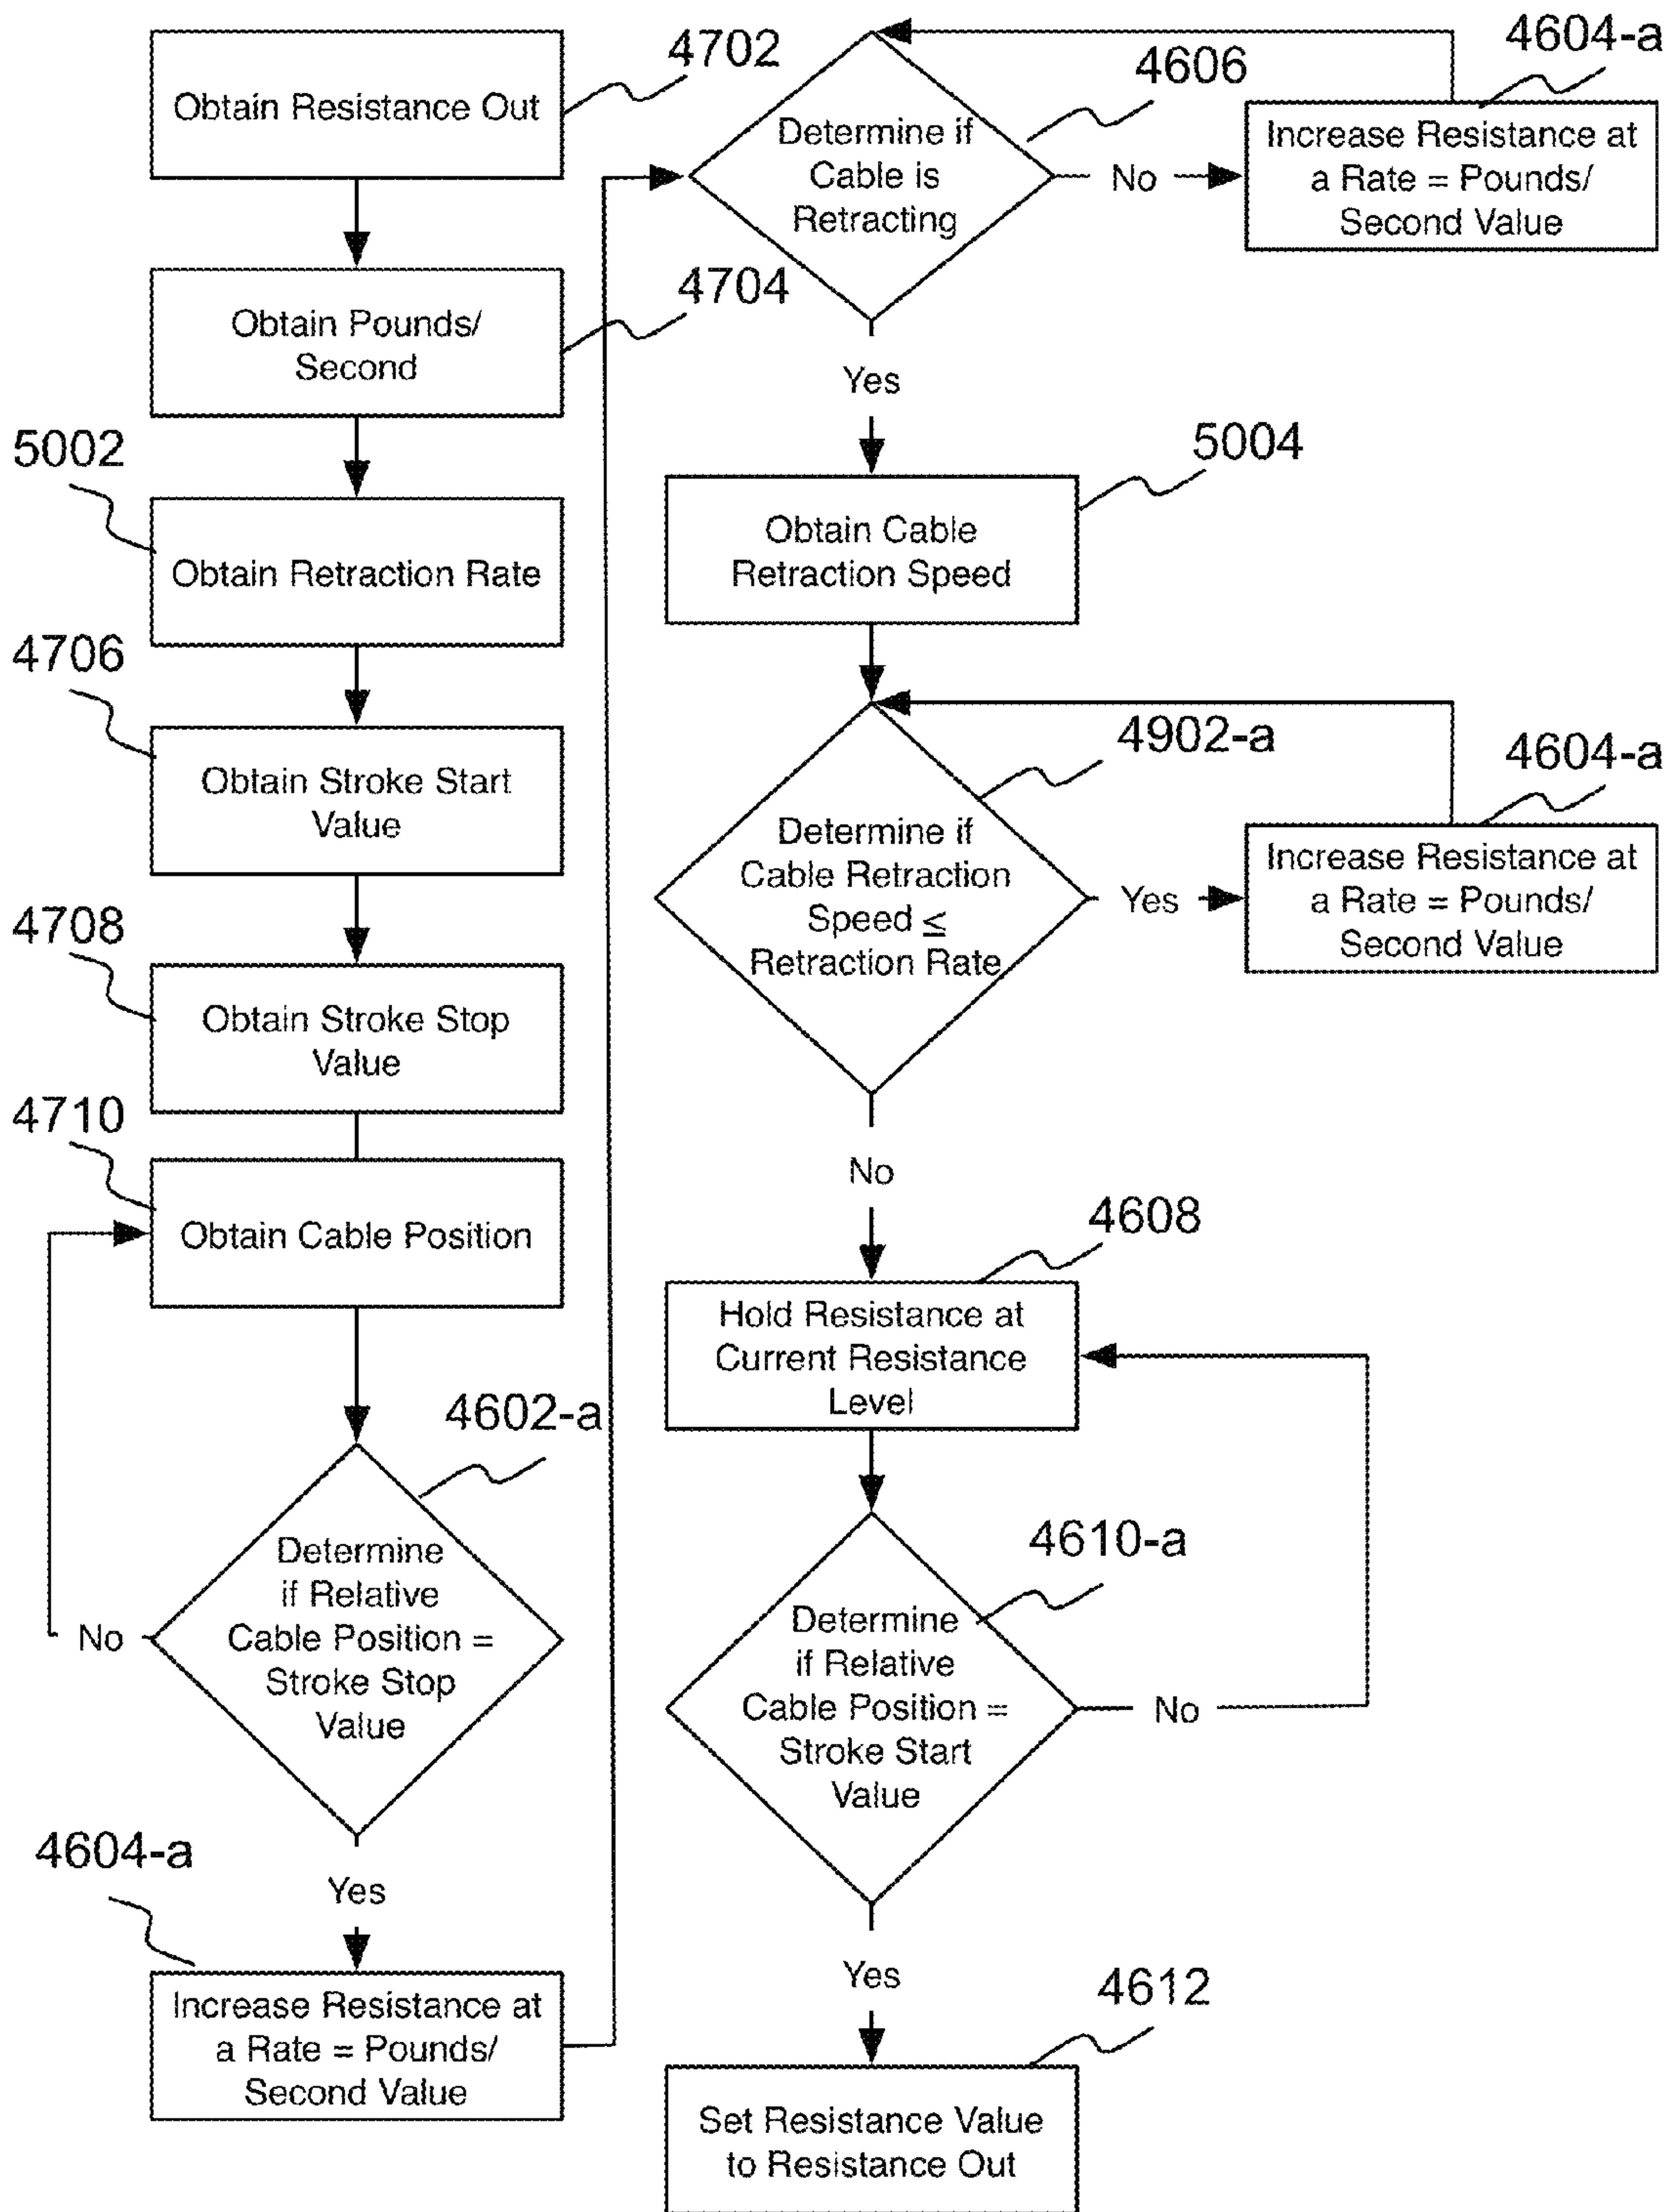 4702
Obtain Resistance Out
4704
Obtain Pounds/
Second
5002
Obtain Retraction Rate
4706
Obtain Stroke Start
Value
4708
Obtain Stroke Stop
Value
4710
Obtain Cable Position
4602-a
Determine
if Relative
Cable Position =
Stroke Stop
Value
No
Yes
4604-a
Increase Resistance at
a Rate = Pounds/
Second Value
4606
Determine if
Cable is
Retracting
No
4604-a
Increase Resistance at
a Rate = Pounds/
Second Value
Yes
5004
Obtain Cable
Retraction Speed
4902-a
Determine if
Cable Retraction
Speed ≤
Retraction Rate
Yes
4604-a
Increase Resistance at
a Rate = Pounds/
Second Value
No
4608
Hold Resistance at
Current Resistance
Level
4610-a
Determine
if Relative
Cable Position =
Stroke Start
Value
No
Yes
4612
Set Resistance Value
to Resistance Out